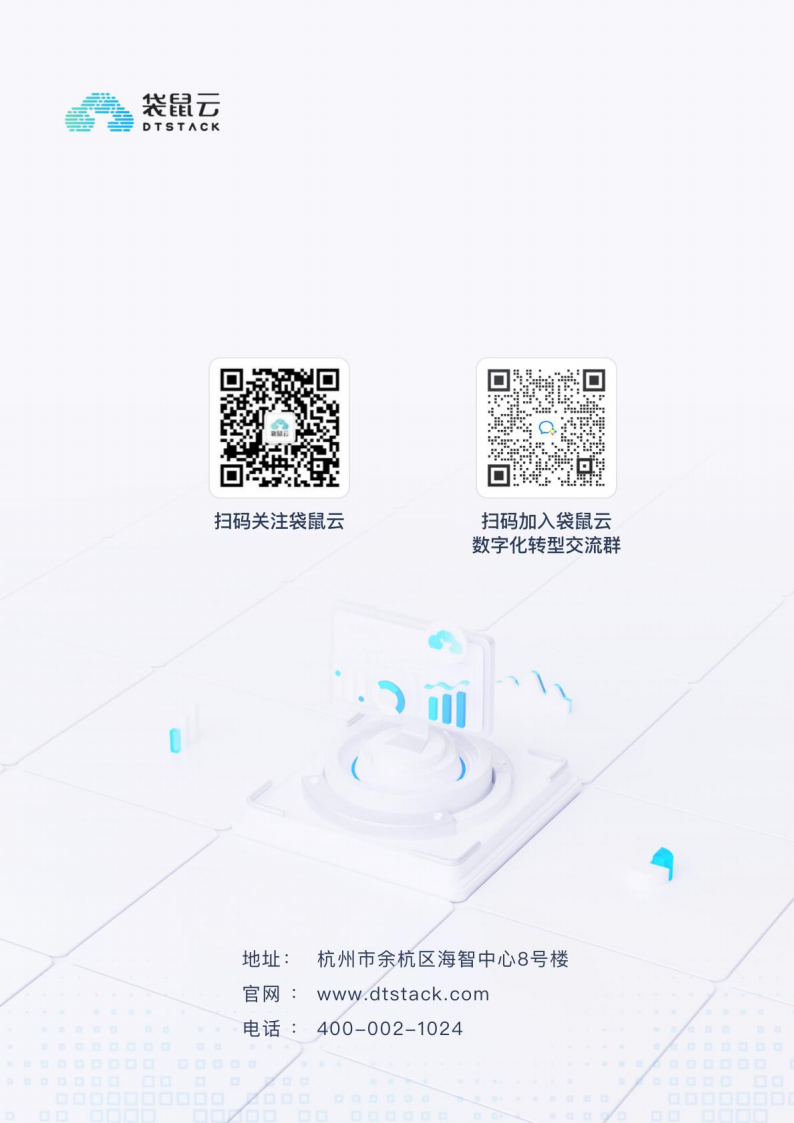 袋鼠云
DTSTACK
袋鼠云
扫码关注袋鼠云
扫码加入袋鼠云
数字化转型交流群
地址： 杭州市余杭区海智中心8号楼
官网 ： www.dtstack.com
电话 ： 400-002-1024